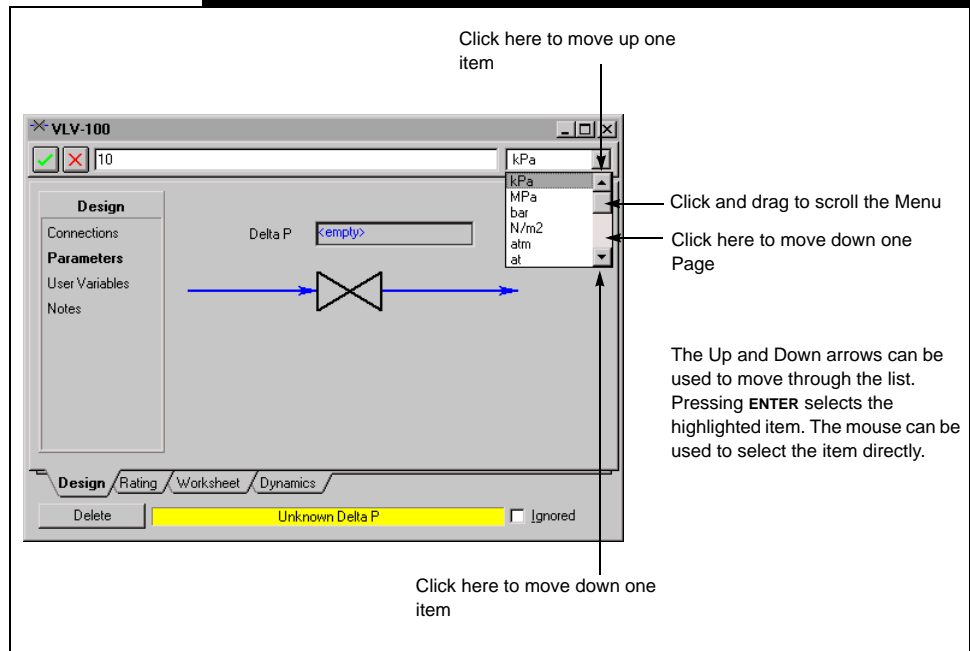 Click here to move up one
item
VLV-100
10
kPa
kPa
MPa
bar
N/m2
atm
at
Click and drag to scroll the Menu
Click here to move down one
Page
Design
Connections
Parameters
User Variables
Notes
Delta P
<empty>
The Up and Down arrows can be
used to move through the list.
Pressing ENTER selects the
highlighted item. The mouse can be
used to select the item directly.
Design
Rating
Worksheet
Dynamics
Delete
Unknown Delta P
Ignored
Click here to move down one
item